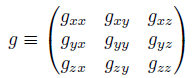 g ≡ ( g_xx g_xy g_xz
g_yx g_yy g_yz
g_zx g_zy g_zz )